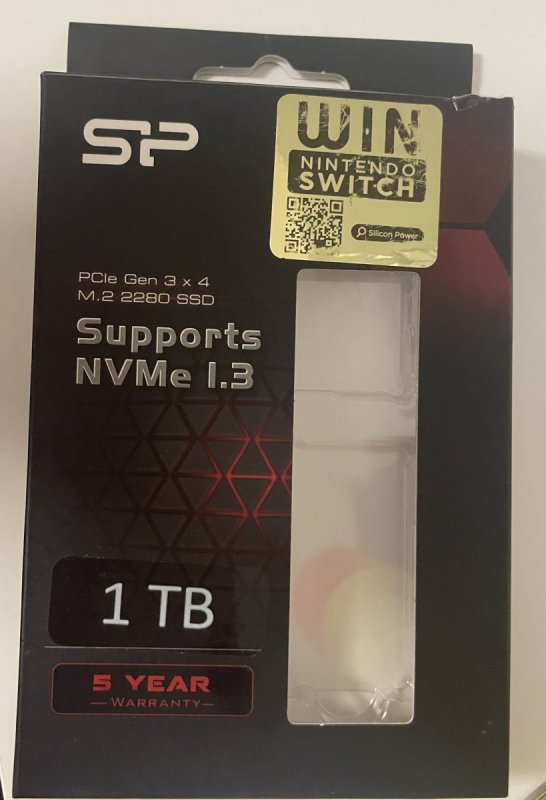 SP
WIN
NINTENDO
SWITCH
Silicon Power
PCIe Gen 3 x 4
M.2 2280 SSD
Supports
NVMe 1.3
1 TB
5 YEAR
WARRANTY